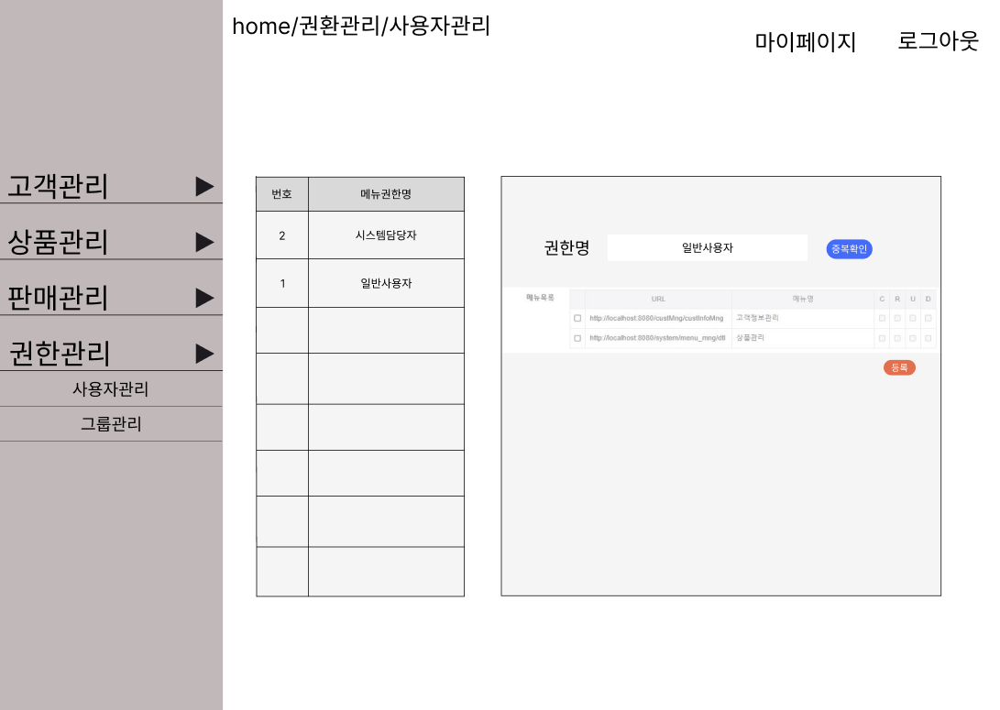 home/권환관리/사용자관리
마이페이지 로그아웃
고객관리 ▶
상품관리 ▶
판매관리 ▶
권한관리 ▶
사용자관리
그룹관리
번호 메뉴권한명
2 시스템담당자
1 일반사용자
권한명 일반사용자 중복확인
메뉴목록 URL 메뉴명 C R U D
http://localhost:8080/custMng/custInfoMng 고객정보관리
http://localhost:8080/system/menu_mng/dtl 상품관리
등록